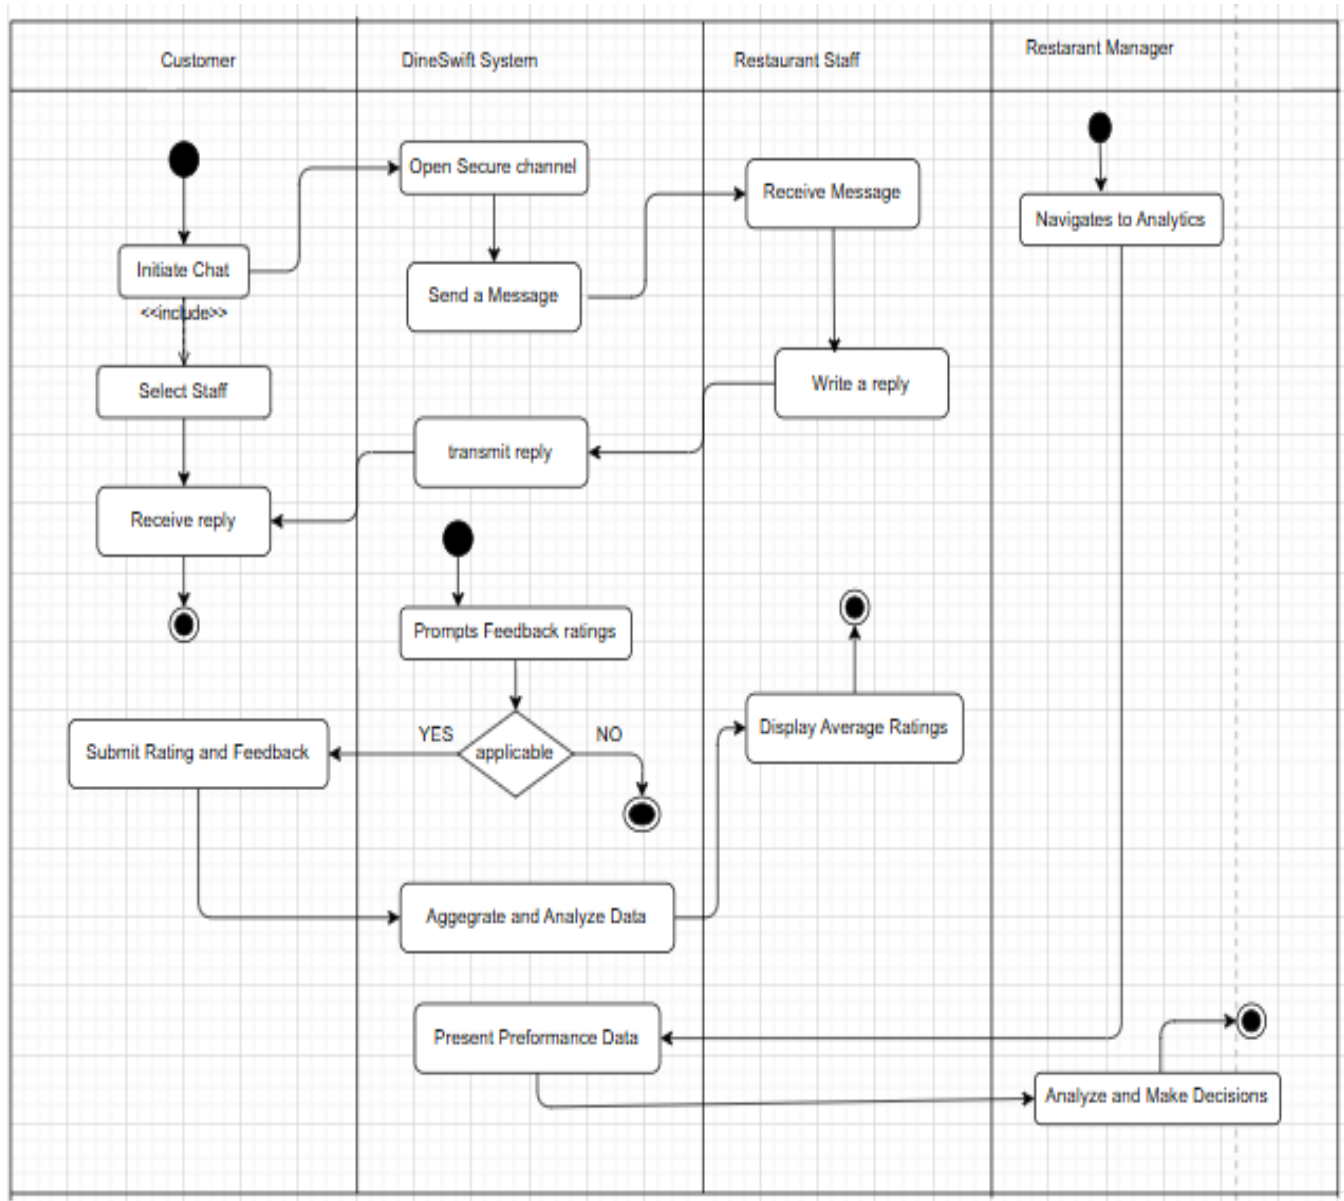 Customer
DineSwift System
Restaurant Staff
Restarant Manager
Open Secure channel
Receive Message
Navigates to Analytics
Initiate Chat
Send a Message
<<include>>
Select Staff
Write a reply
transmit reply
Receive reply
Prompts Feedback ratings
YES
NO
Submit Rating and Feedback
applicable
Display Average Ratings
Aggegrate and Analyze Data
Present Preformance Data
Analyze and Make Decisions